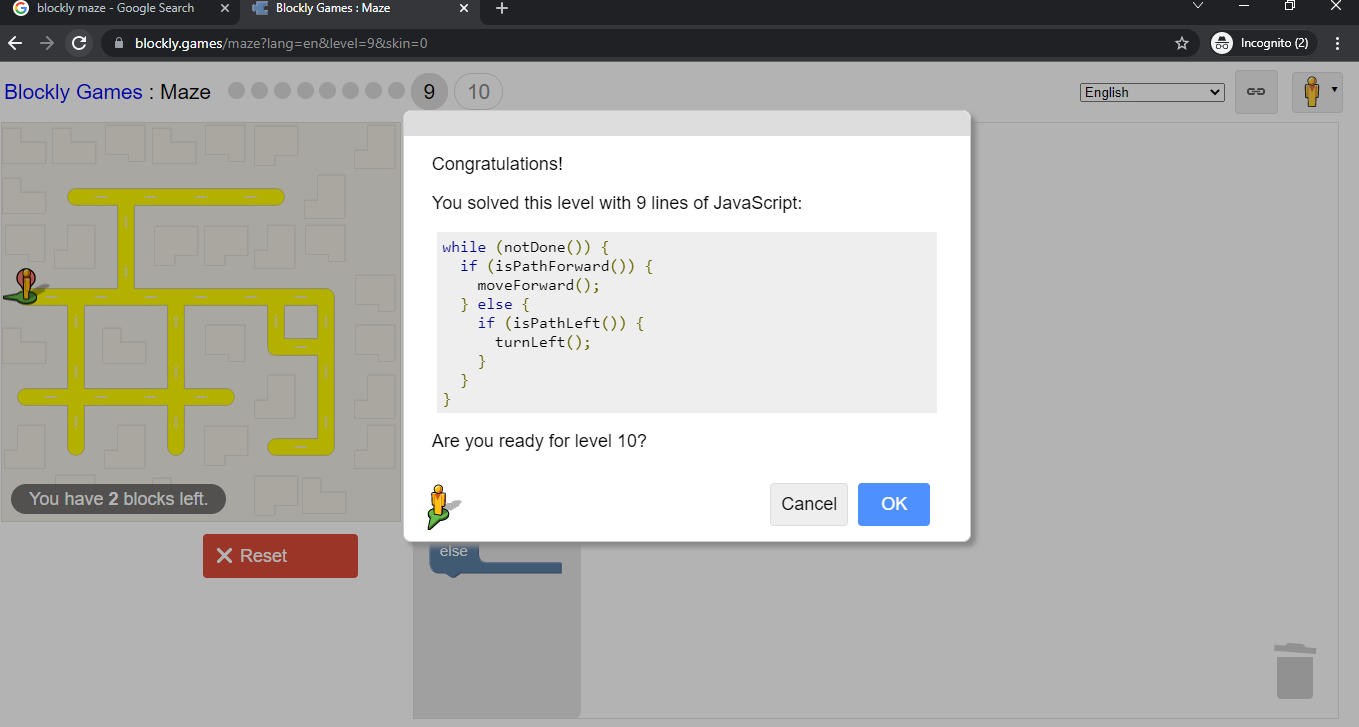 blockly maze - Google Search
Blockly Games : Maze
blockly.games/maze?lang=en&level=9&skin=0
Incognito (2)
Blockly Games : Maze 9 10
English
Congratulations!
You solved this level with 9 lines of JavaScript:
while (notDone()) {
if (isPathForward()) {
moveForward();
} else {
if (isPathLeft()) {
turnLeft();
}
}
}
Are you ready for level 10?
Cancel
OK
You have 2 blocks left.
Reset
else